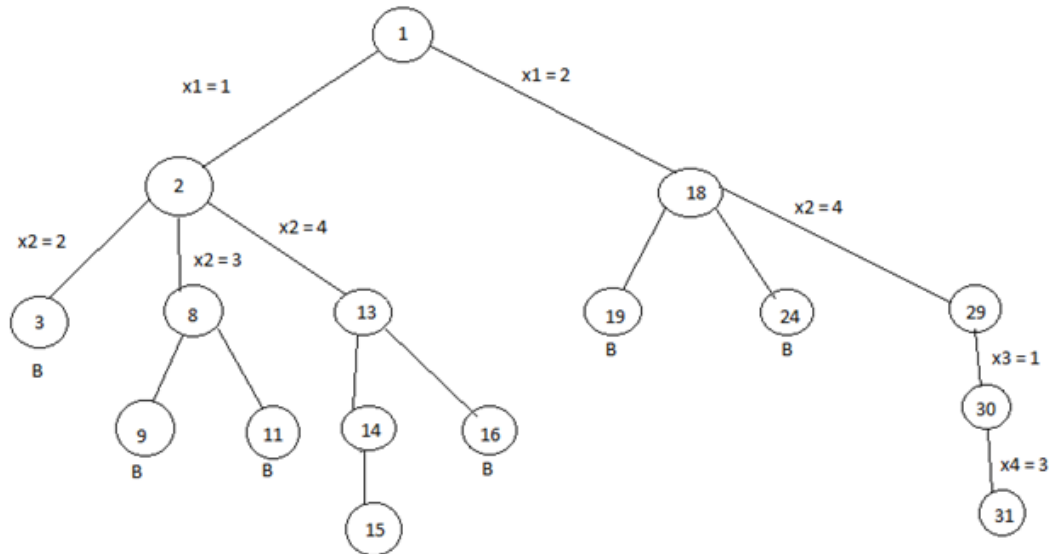 1
x1 = 1
x1 = 2
2
18
x2 = 2
x2 = 3
x2 = 4
x2 = 4
3
8
13
19
24
29
B
B
B
x3 = 1
9
11
14
16
30
B
B
B
x4 = 3
15
31